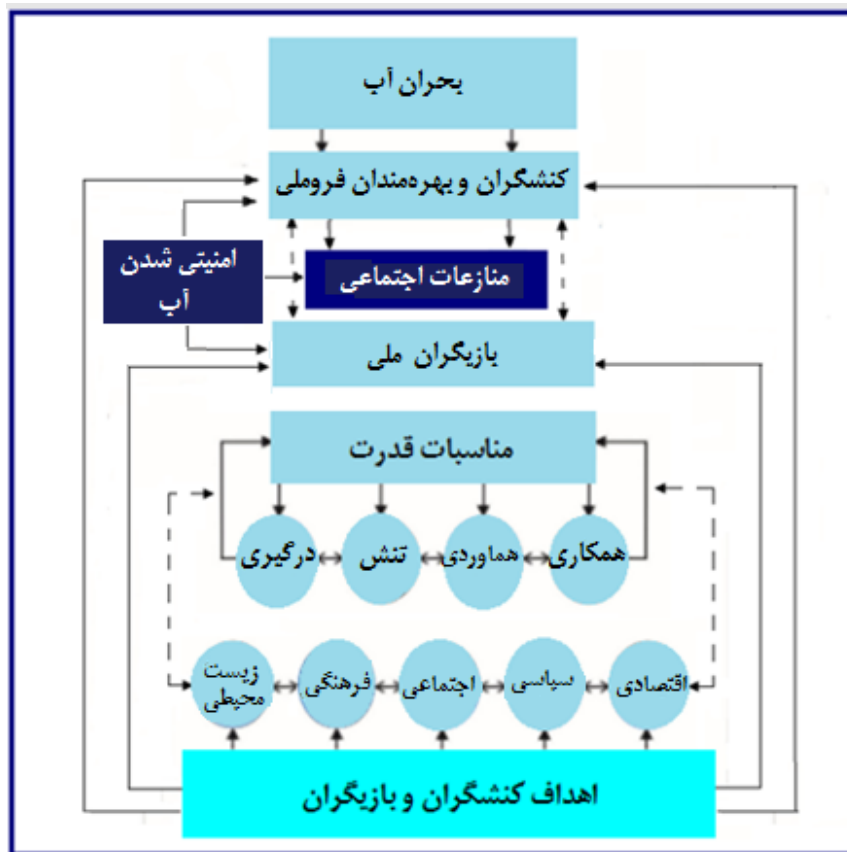 بحران آب
کنشگران و بهره‌مندان فروملی
امنیتی شدن
آب
منازعات اجتماعی
بازیگران ملی
مناسبات قدرت
همکاری
هماوردی
تنش
درگیری
اقتصادی
سیاسی
اجتماعی
فرهنگی
زیست
محیطی
اهداف کنشگران و بازیگران